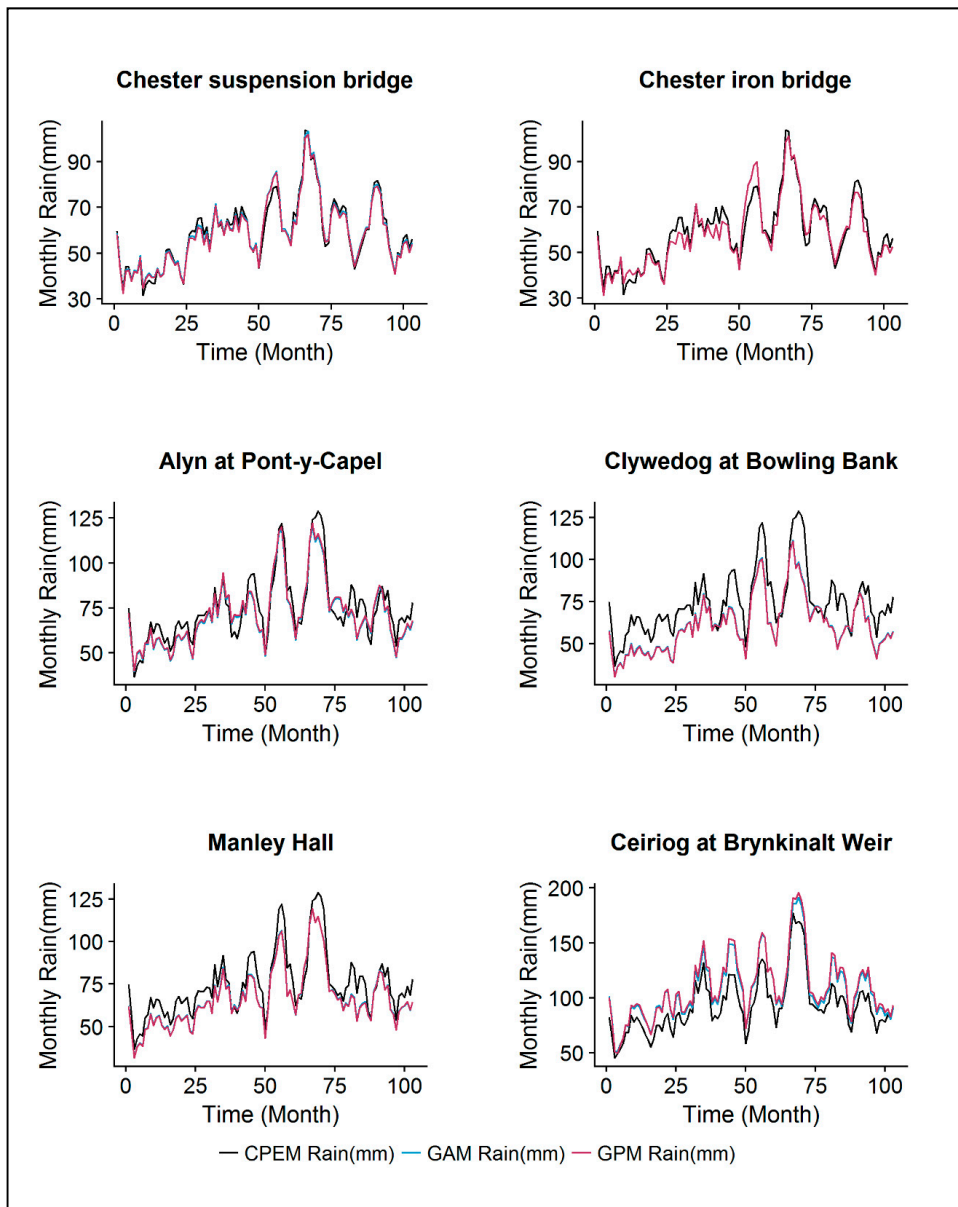 Chester suspension bridge
Monthly Rain(mm)
90
70
50
30
0 25 50 75 100
Time (Month)
Chester iron bridge
Monthly Rain(mm)
90
70
50
30
0 25 50 75 100
Time (Month)
Alyn at Pont-y-Capel
Monthly Rain(mm)
125
100
75
50
0 25 50 75 100
Time (Month)
Clywedog at Bowling Bank
Monthly Rain(mm)
125
100
75
50
0 25 50 75 100
Time (Month)
Manley Hall
Monthly Rain(mm)
125
100
75
50
0 25 50 75 100
Time (Month)
Ceiriog at Brynkinalt Weir
Monthly Rain(mm)
200
150
100
50
0 25 50 75 100
Time (Month)
CPEM Rain(mm) GAM Rain(mm) GPM Rain(mm)